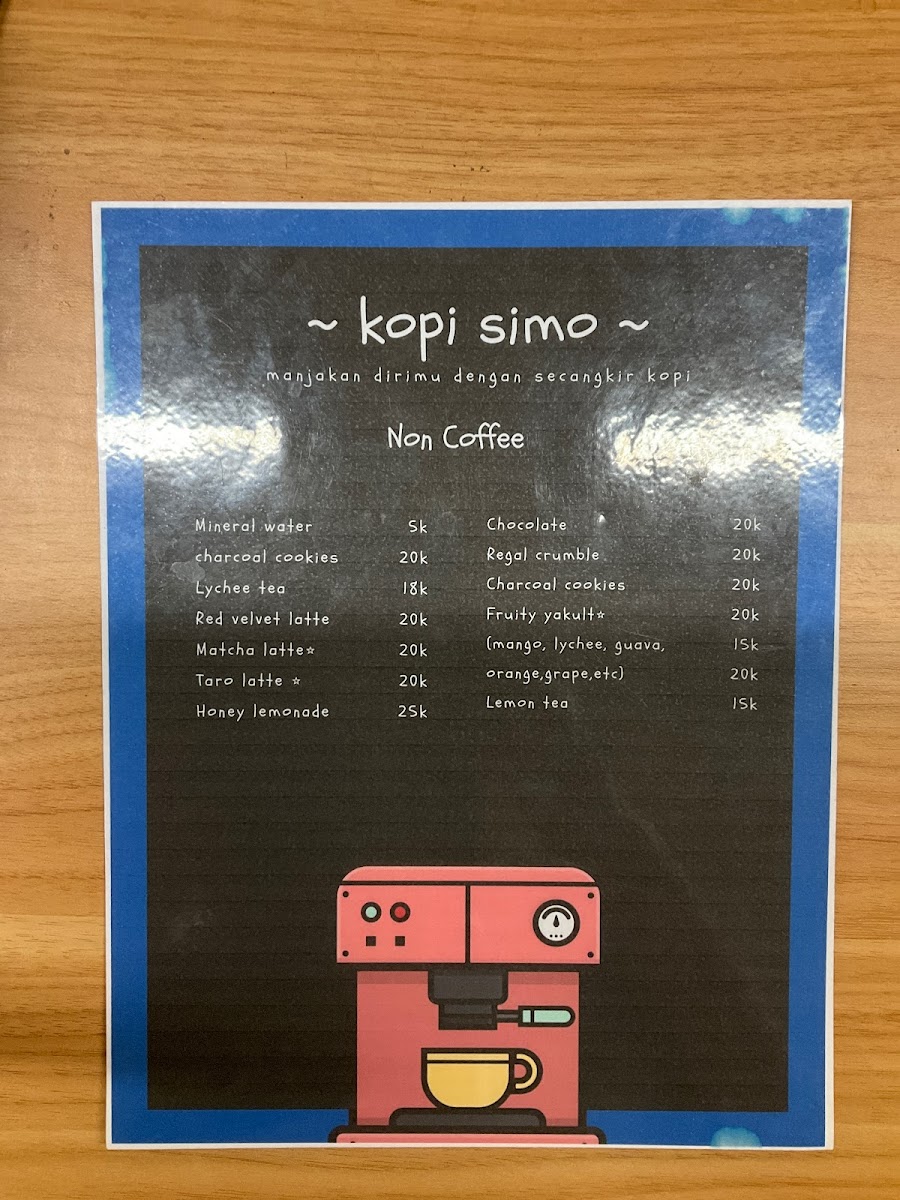 ~ kopi simo ~
manjakan dirimu dengan secangkir kopi
Non Coffee
Mineral water 5k
charcoal cookies 20k
Lychee tea 18k
Red velvet latte 20k
Matcha latte☆ 20k
Taro latte ☆ 20k
Honey lemonade 25k
Chocolate 20k
Regal crumble 20k
Charcoal cookies 20k
Fruity yakult☆ 20k
(mango, lychee, guava, 15k
orange,grape,etc) 20k
Lemon tea 15k